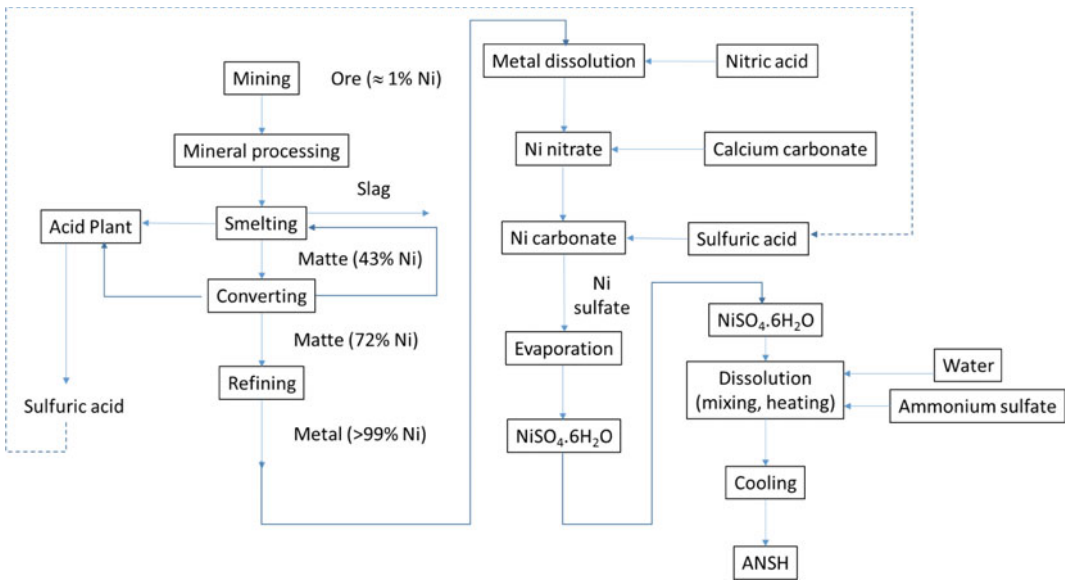 Mining
Ore (≈ 1% Ni)
Mineral processing
Slag
Acid Plant
Smelting
Matte (43% Ni)
Converting
Matte (72% Ni)
Refining
Sulfuric acid
Metal (>99% Ni)
Metal dissolution
Nitric acid
Ni nitrate
Calcium carbonate
Ni carbonate
Sulfuric acid
Ni
sulfate
Evaporation
NiSO₄.6H₂O
NiSO₄.6H₂O
Dissolution
(mixing, heating)
Water
Ammonium sulfate
Cooling
ANSH